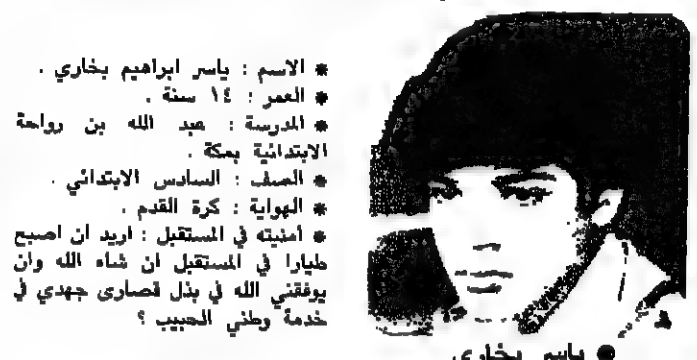 * الاسم : ياسر ابراهيم بخاري .
* العمر : ١٤ سنة .
* المدرسة : عبد الله بن رواحة
الابتدائية بمكة .
* الصف : السادس الابتدائي .
* الهواية : كرة القدم .
* أمنيته في المستقبل : اريد ان اصبح
طيارا في المستقبل ان شاء الله وان
يوفقني الله في بذل قصارى جهدي في
خدمة وطني الحبيب ؟
● ياسر بخاري